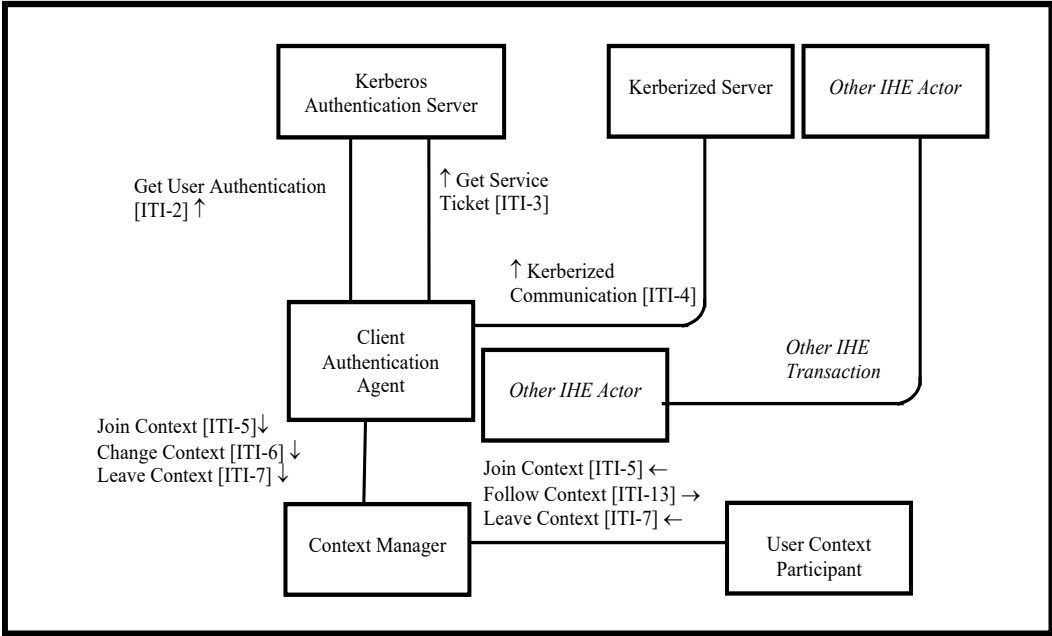 Kerberos
Authentication Server
Kerberized Server
Other IHE Actor
Get User Authentication
[ITI-2] ↑
↑ Get Service
Ticket [ITI-3]
↑ Kerberized
Communication [ITI-4]
Client
Authentication
Agent
Other IHE Actor
Other IHE
Transaction
Join Context [ITI-5]↓
Change Context [ITI-6] ↓
Leave Context [ITI-7] ↓
Join Context [ITI-5] ←
Follow Context [ITI-13] →
Leave Context [ITI-7] ←
Context Manager
User Context
Participant